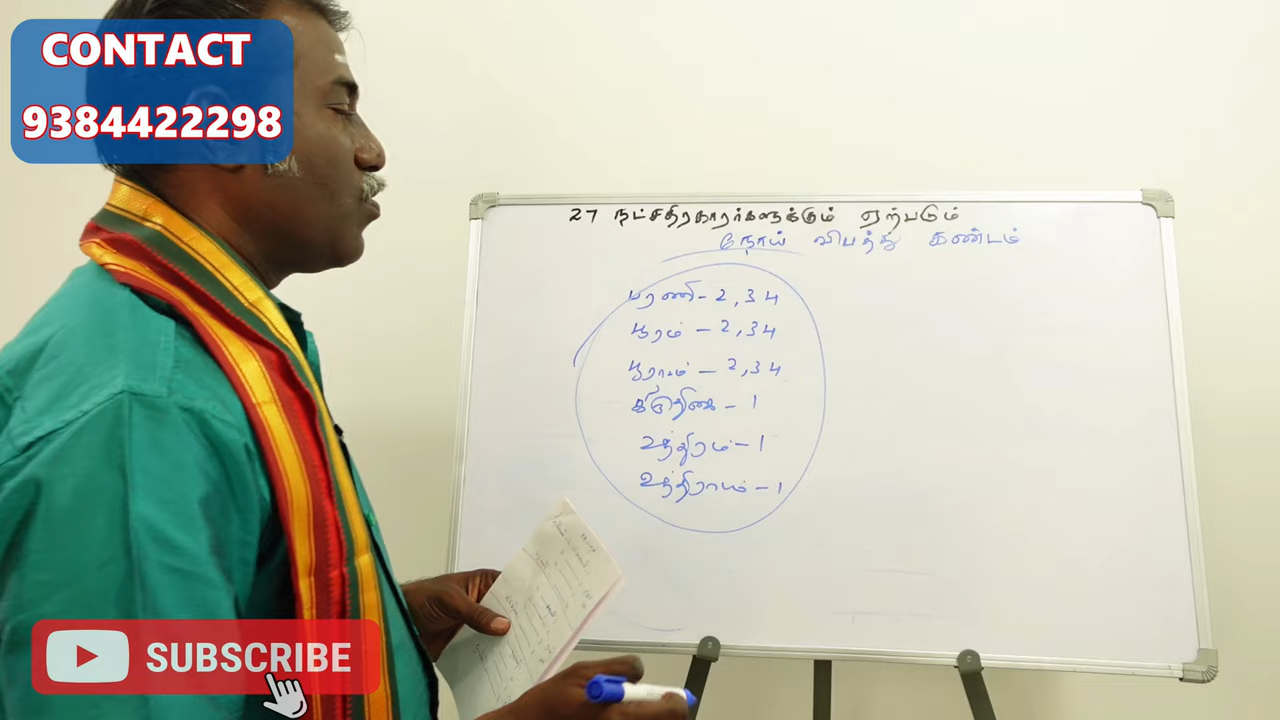 CONTACT
9384422298
27 நட்சதிரகாரர்களுக்கும் ஏற்படும்
நோய் விபத்து கண்டம்
பரணி - 2, 3 4
பூரம் - 2, 3 4
பூராடம் - 2, 3 4
கிருத்திகை - 1
உத்திரம் - 1
உத்திராடம் - 1
SUBSCRIBE